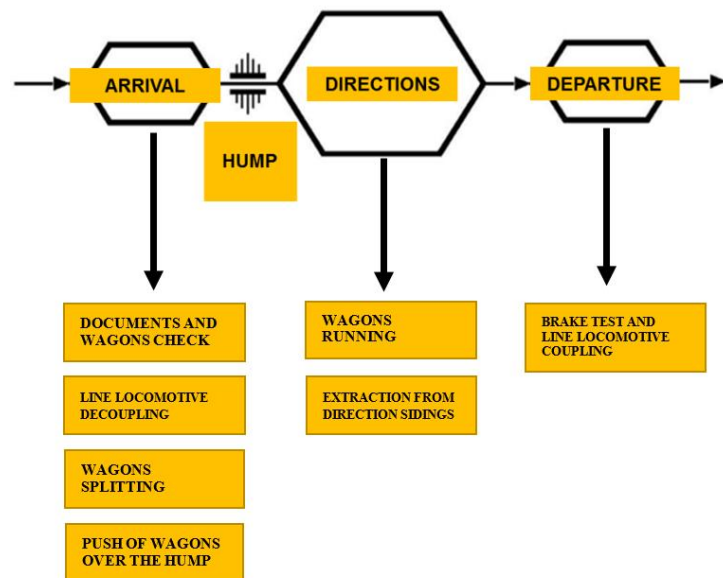 ARRIVAL
DIRECTIONS
DEPARTURE
HUMP
DOCUMENTS AND
WAGONS CHECK
LINE LOCOMOTIVE
DECOUPLING
WAGONS
SPLITTING
PUSH OF WAGONS
OVER THE HUMP
WAGONS
RUNNING
EXTRACTION FROM
DIRECTION SIDINGS
BRAKE TEST AND
LINE LOCOMOTIVE
COUPLING